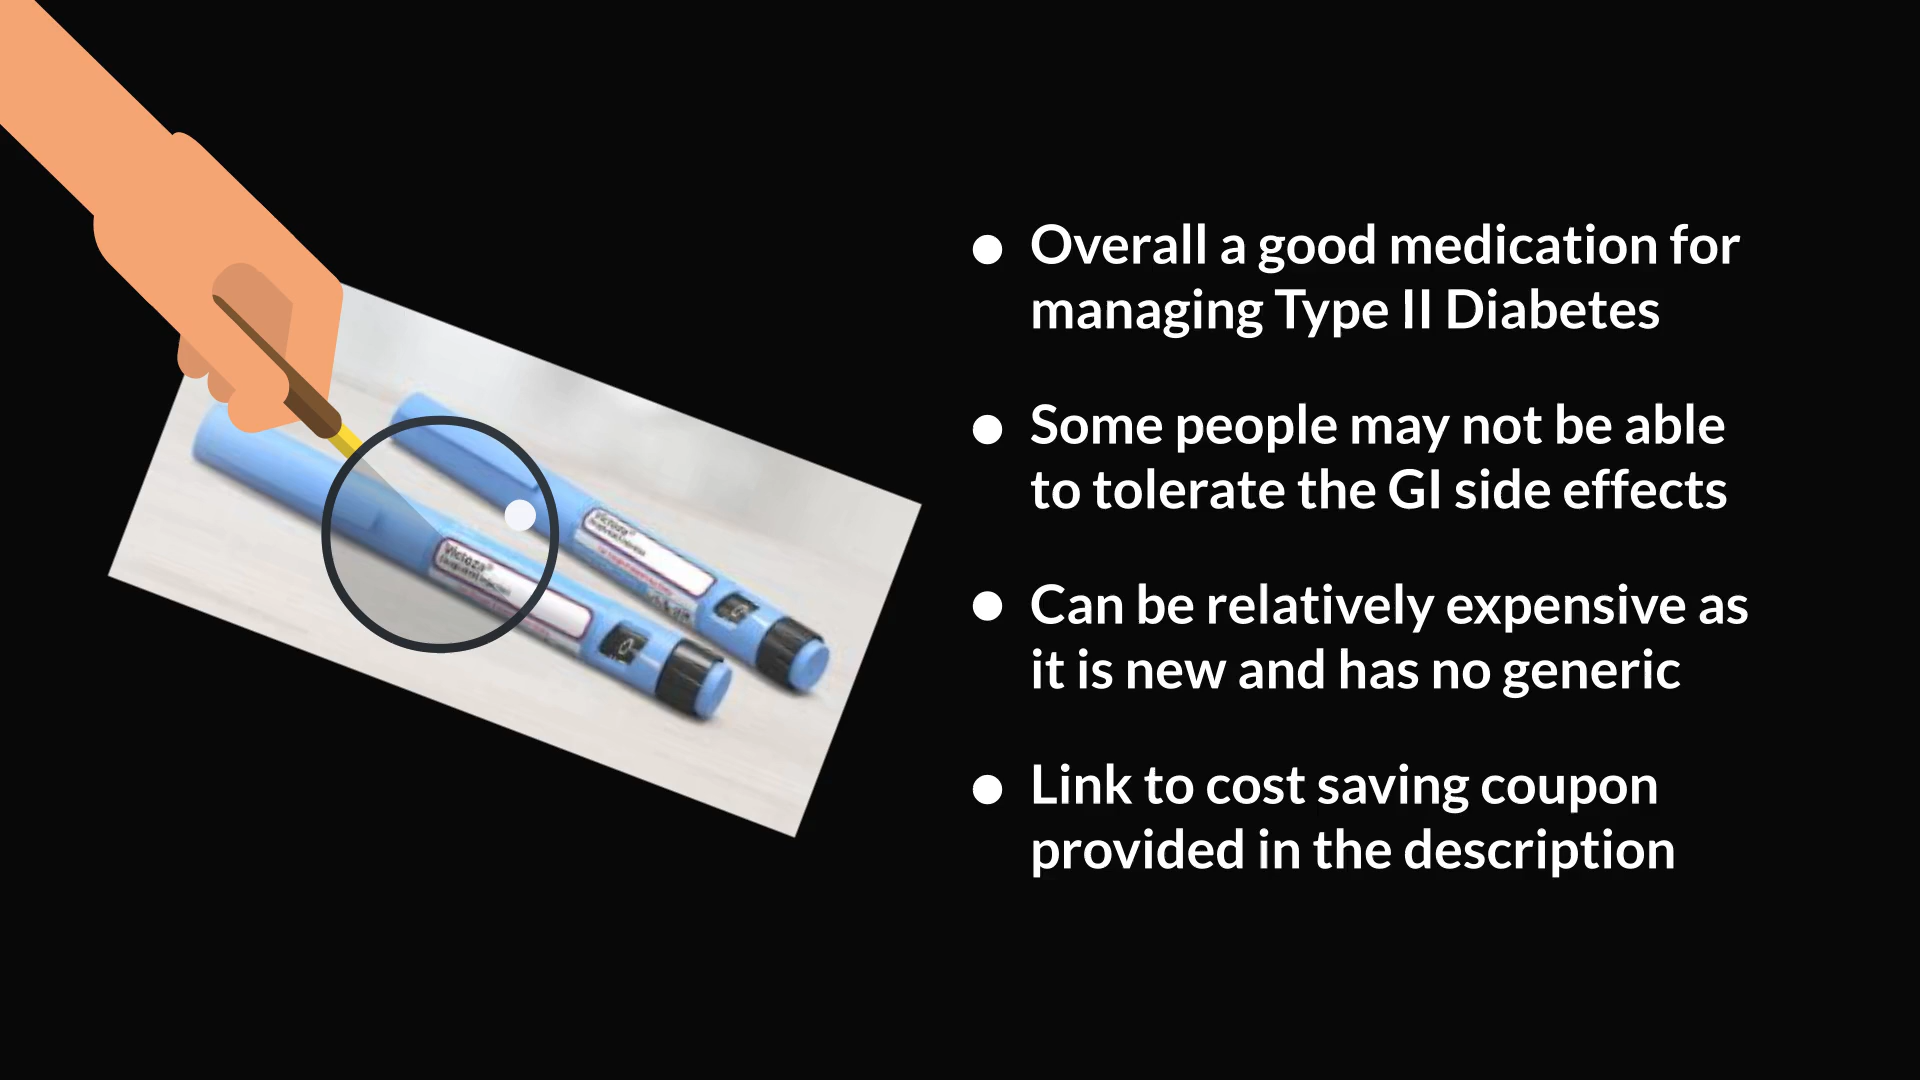 Overall a good medication for
managing Type II Diabetes
Some people may not be able
to tolerate the GI side effects
Can be relatively expensive as
it is new and has no generic
Link to cost saving coupon
provided in the description
Victoza®
Victoza®